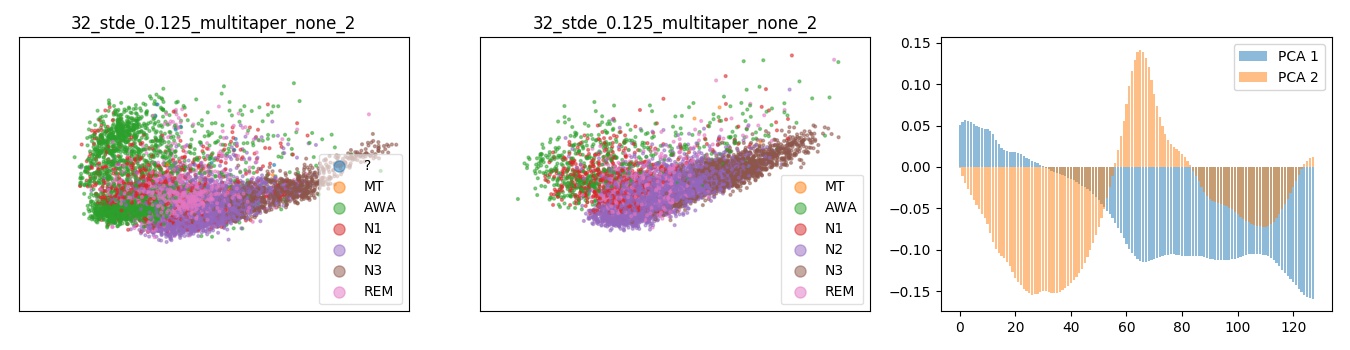 32_stde_0.125_multitaper_none_2
?
MT
AWA
N1
N2
N3
REM
32_stde_0.125_multitaper_none_2
MT
AWA
N1
N2
N3
REM
PCA 1
PCA 2
0.15
0.10
0.05
0.00
−0.05
−0.10
−0.15
0 20 40 60 80 100 120